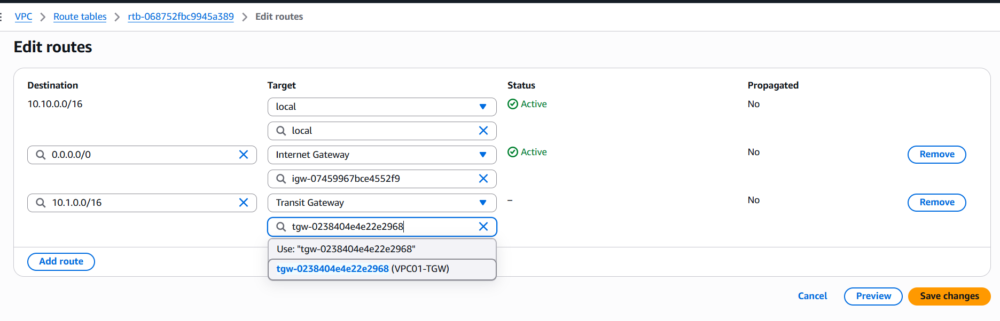 VPC > Route tables > rtb-068752fbc9945a389 > Edit routes
Edit routes
Destination Target Status Propagated
10.10.0.0/16 local Active No
local
0.0.0.0/0 Internet Gateway Active No Remove
igw-07459967bce4552f9
10.1.0.0/16 Transit Gateway – No Remove
tgw-0238404e4e22e2968
Use: "tgw-0238404e4e22e2968"
Add route
tgw-0238404e4e22e2968 (VPC01-TGW)
Cancel Preview Save changes